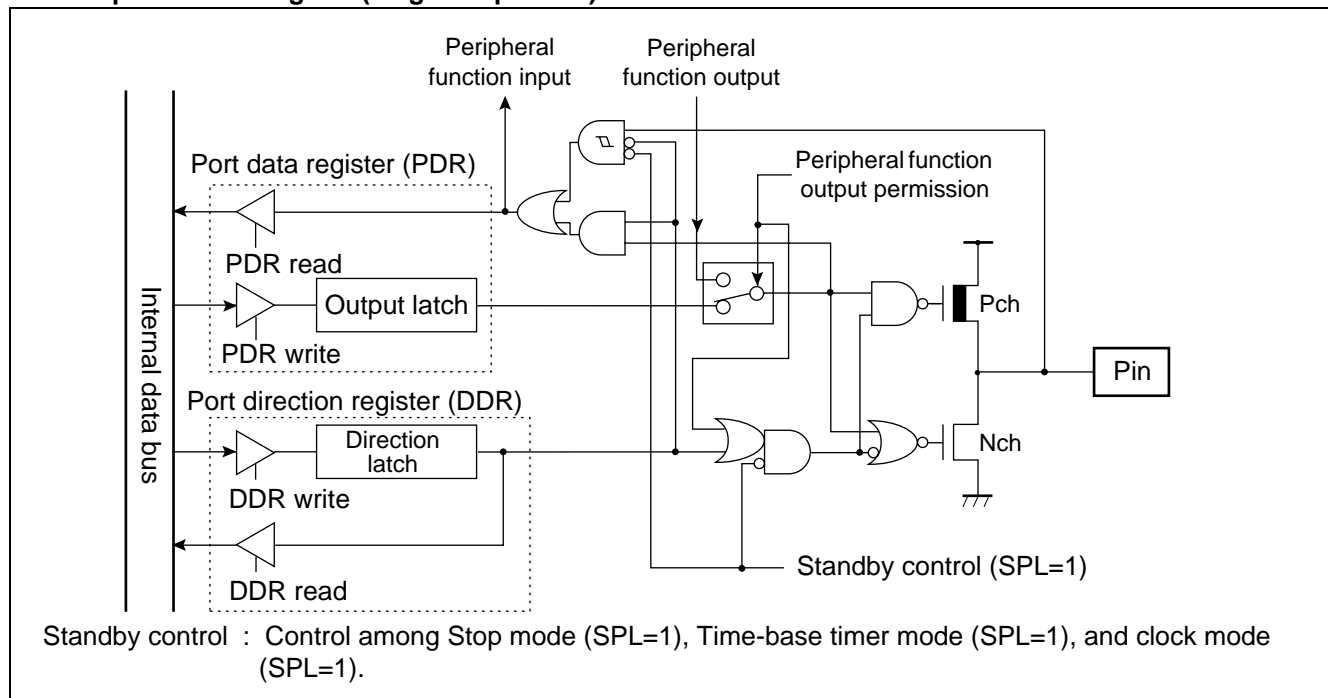 Peripheral
function input
Peripheral
function output
Port data register (PDR)
Peripheral function
output permission
PDR read
Output latch
Pch
PDR write
Internal data bus
Pin
Port direction register (DDR)
Direction
latch
Nch
DDR write
Standby control (SPL=1)
DDR read
Standby control : Control among Stop mode (SPL=1), Time-base timer mode (SPL=1), and clock mode
(SPL=1).